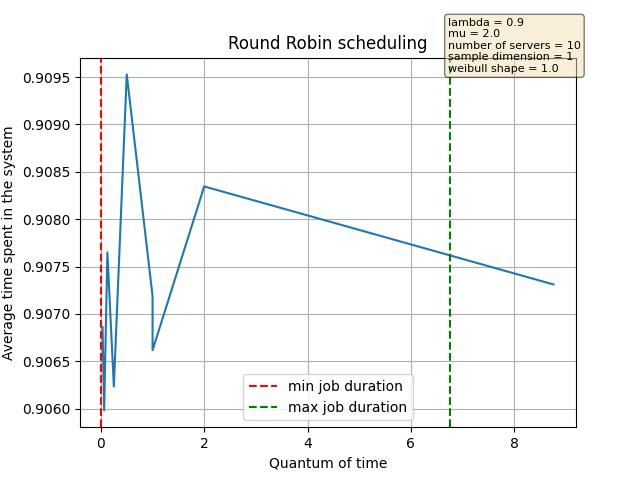 Round Robin scheduling
lambda = 0.9
mu = 2.0
number of servers = 10
sample dimension = 1
weibull shape = 1.0
Average time spent in the system
0.9095
0.9090
0.9085
0.9080
0.9075
0.9070
0.9065
0.9060
min job duration
max job duration
0 2 4 6 8
Quantum of time